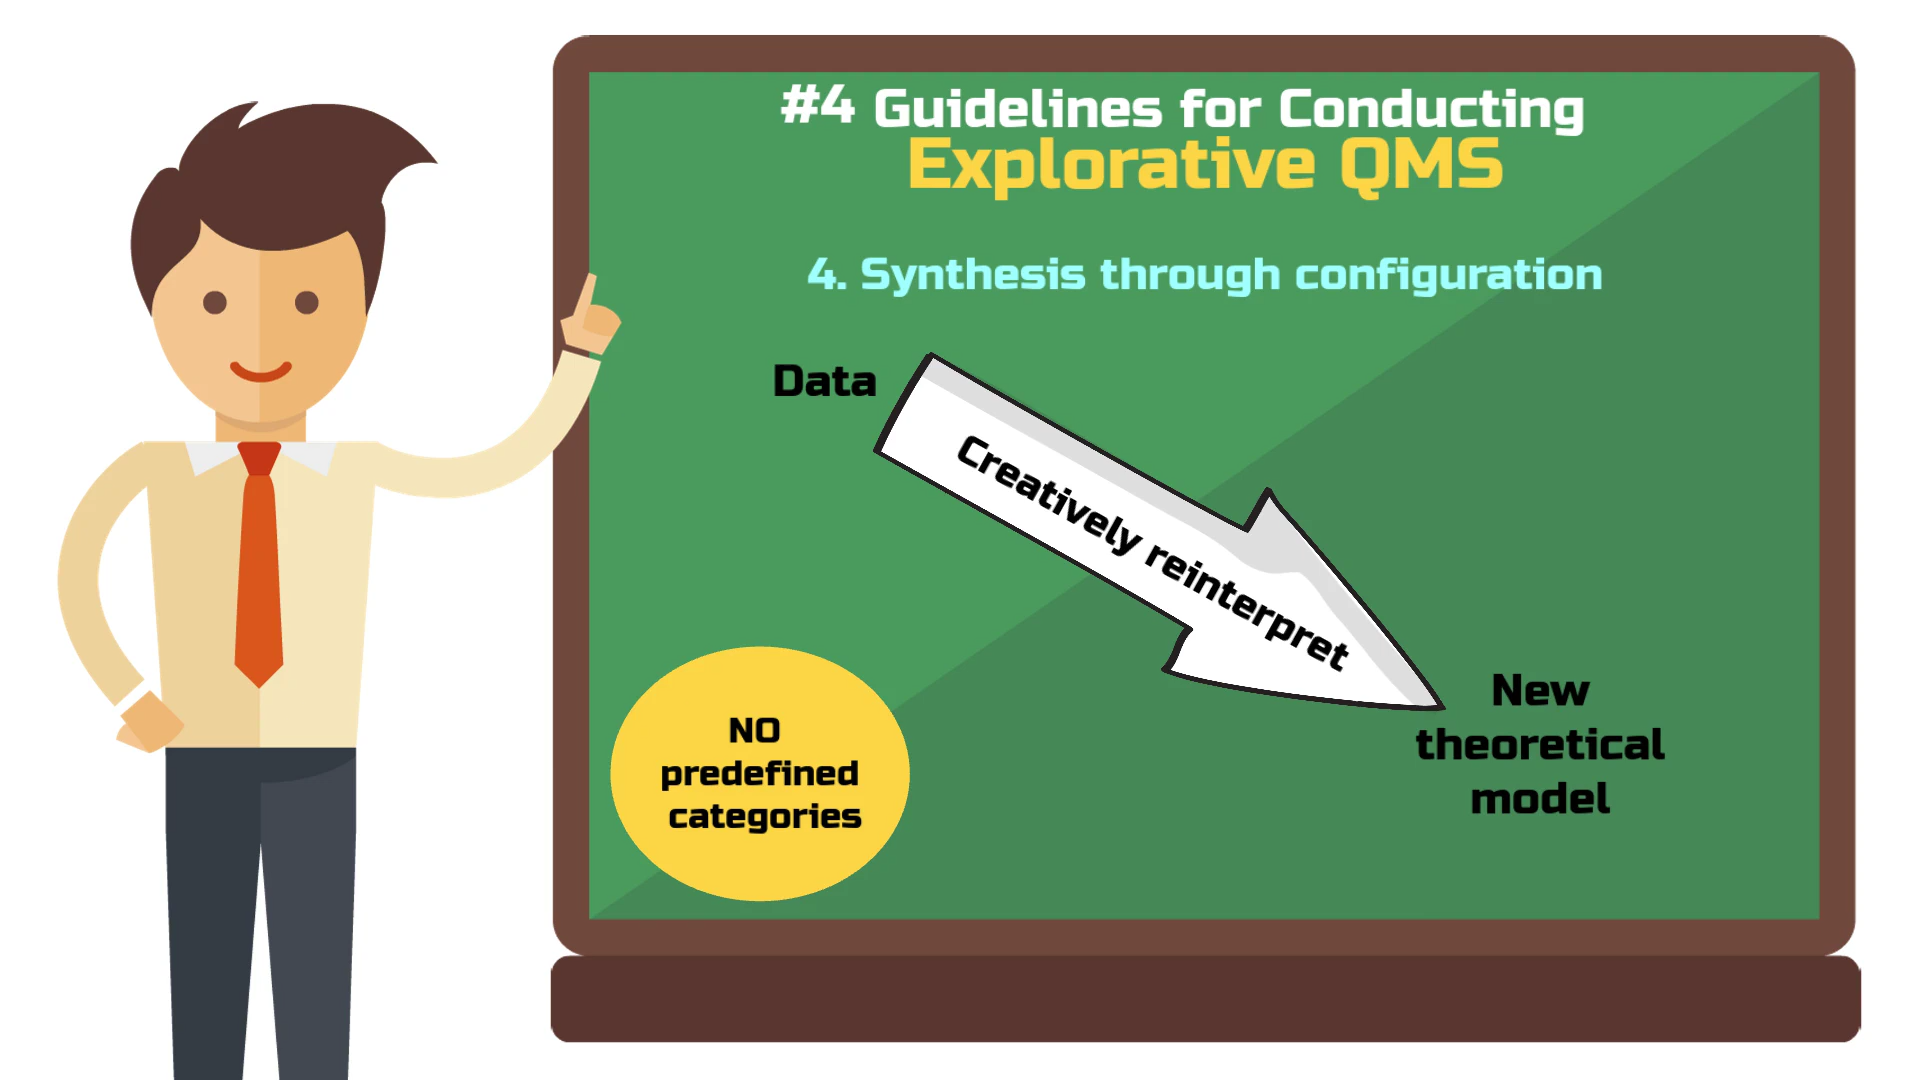 #4 Guidelines for Conducting
Explorative QMS
4. Synthesis through configuration
Data
Creatively reinterpret
New
theoretical
model
NO
predefined
categories